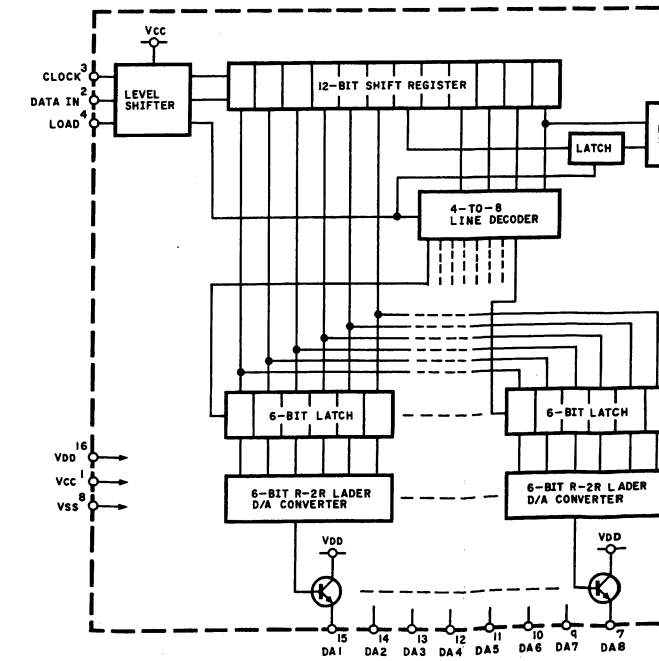 VCC
CLOCK 3
DATA IN 2
LOAD 4
LEVEL
SHIFTER
12-BIT SHIFT REGISTER
LATCH
4-TO-8
LINE DECODER
6-BIT LATCH
6-BIT LATCH
VDD 16
VCC 1
VSS 8
6-BIT R-2R LADER
D/A CONVERTER
6-BIT R-2R LADER
D/A CONVERTER
VDD
VDD
15 14 13 12 11 10 9 7
DA1 DA2 DA3 DA4 DA5 DA6 DA7 DA8